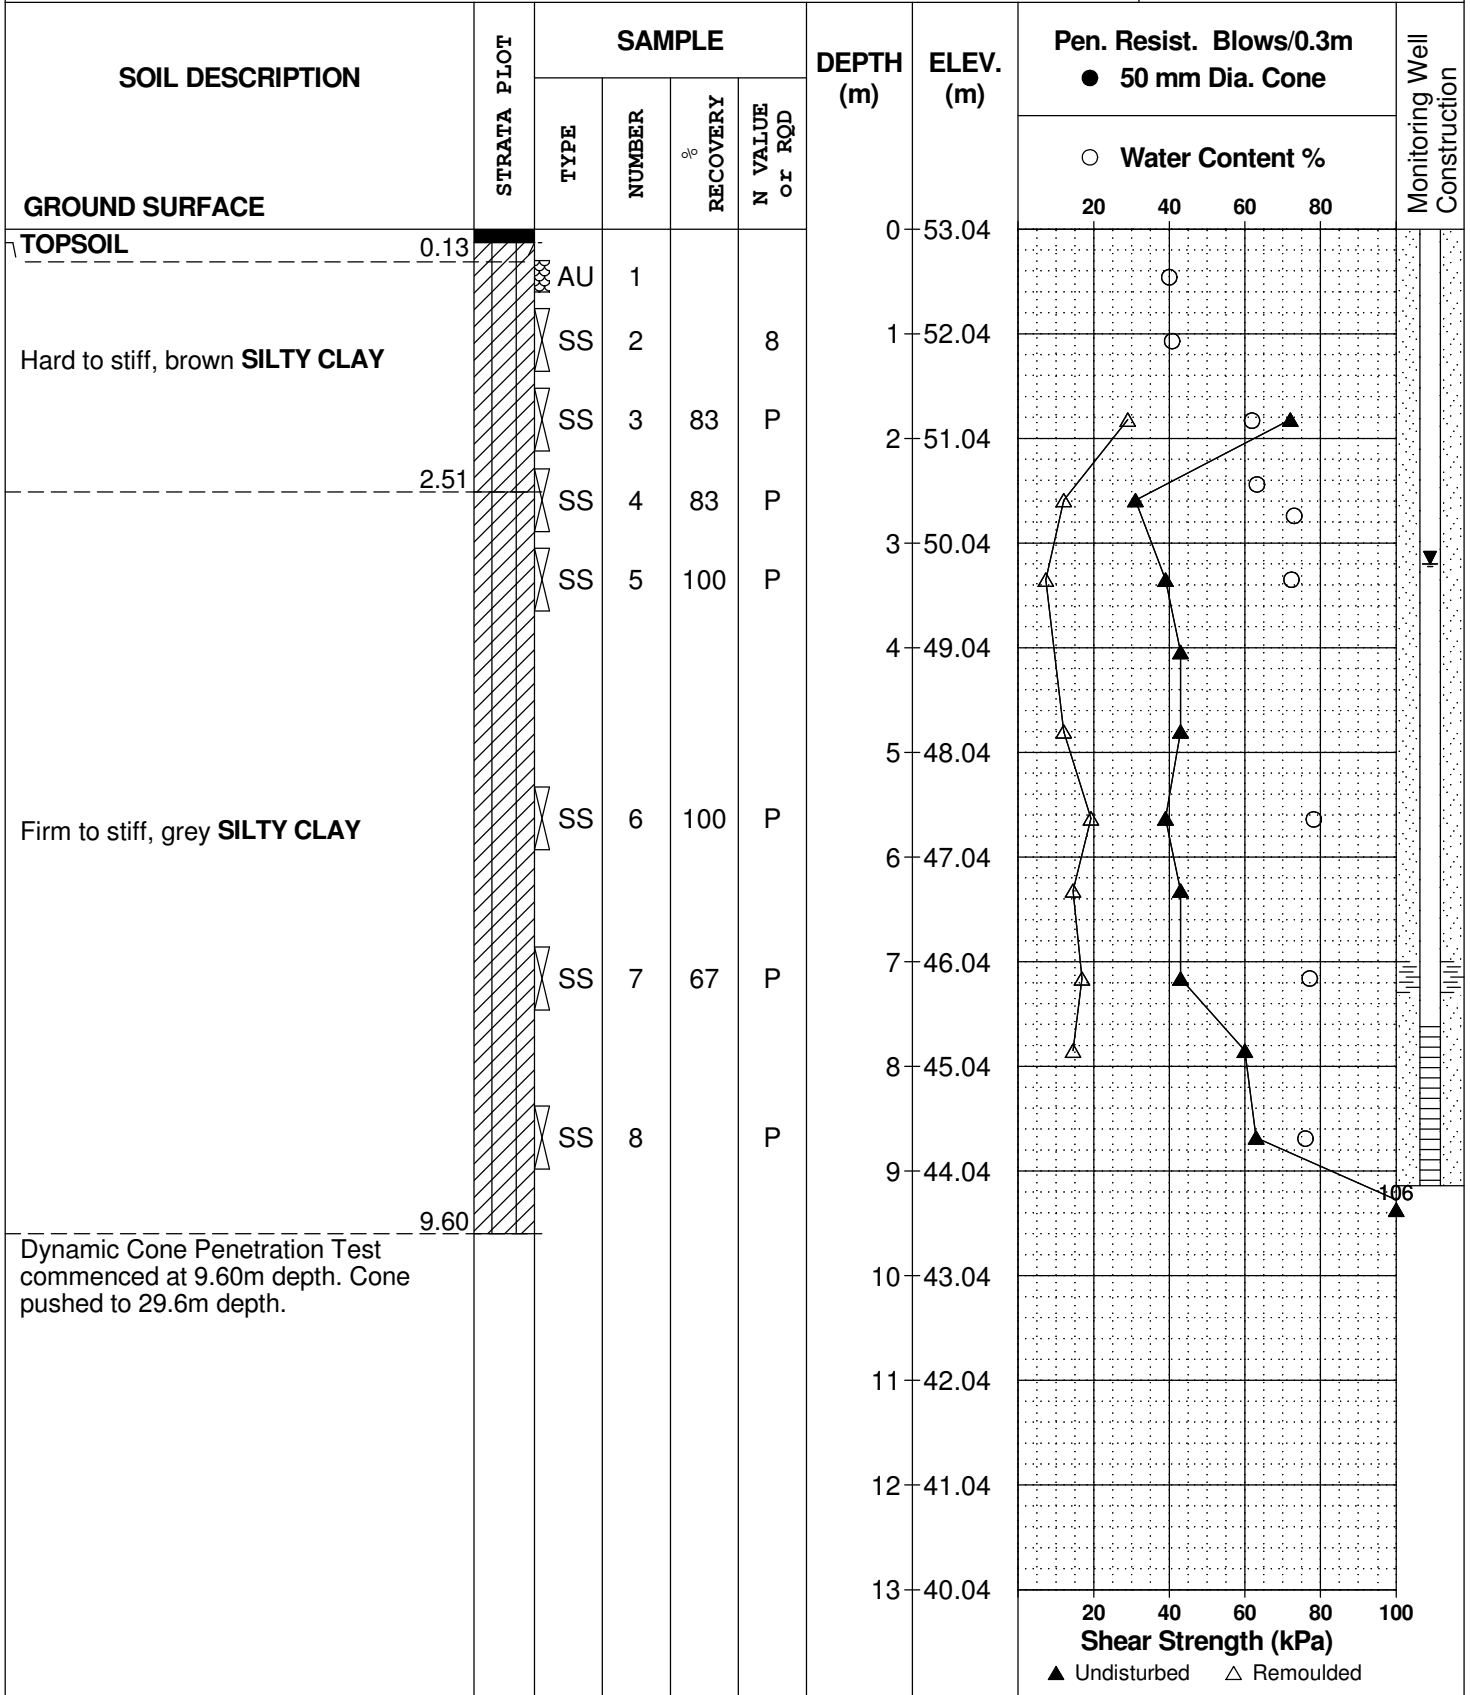 SOIL DESCRIPTION
GROUND SURFACE
STRATA PLOT
SAMPLE
TYPE
NUMBER
%
RECOVERY
N VALUE
or RQD
DEPTH
(m)
ELEV.
(m)
Pen. Resist. Blows/0.3m
● 50 mm Dia. Cone
○ Water Content %
20 40 60 80
Monitoring Well
Construction
0 53.04
TOPSOIL 0.13
AU 1
1 52.04
SS 2 8
Hard to stiff, brown SILTY CLAY
SS 3 83 P
2 51.04
2.51
SS 4 83 P
3 50.04
SS 5 100 P
4 49.04
5 48.04
SS 6 100 P
Firm to stiff, grey SILTY CLAY
6 47.04
7 46.04
SS 7 67 P
8 45.04
SS 8 P
9 44.04
106
9.60
Dynamic Cone Penetration Test
commenced at 9.60m depth. Cone
pushed to 29.6m depth.
10 43.04
11 42.04
12 41.04
13 40.04
20 40 60 80 100
Shear Strength (kPa)
▲ Undisturbed △ Remoulded